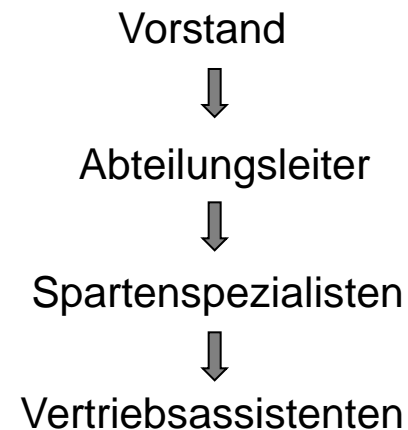 Vorstand
Abteilungsleiter
Spartenspezialisten
Vertriebsassistenten